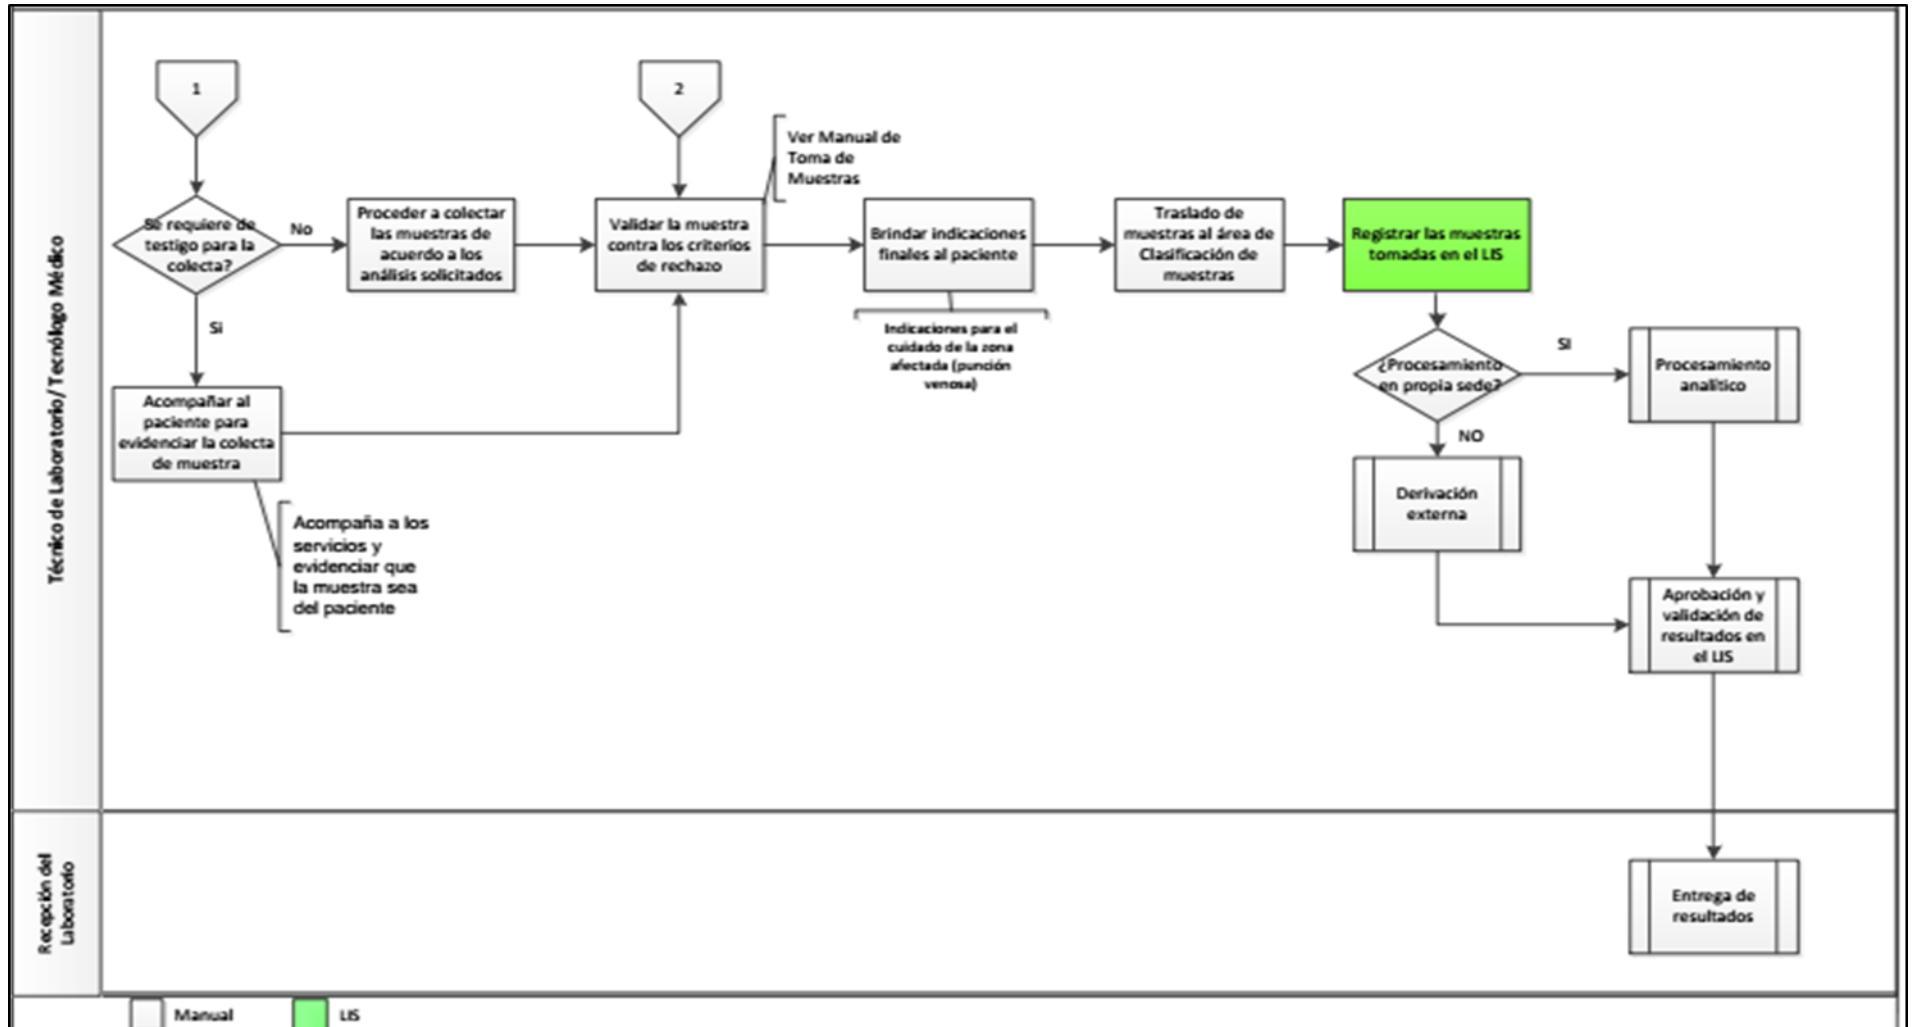 Técnico de Laboratorio/ Tecnólogo Médico
1
2
Ver Manual de
Toma de
Muestras
Se requiere de
testigo para la
colecta?
No
Proceder a colectar
las muestras de
acuerdo a los
análisis solicitados
Validar la muestra
contra los criterios
de rechazo
Brindar indicaciones
finales al paciente
Traslado de
muestras al área de
Clasificación de
muestras
Registrar las muestras
tomadas en el LIS
Si
Indicaciones para el
cuidado de la zona
afectada (punción
venosa)
¿Procesamiento
en propia sede?
SI
Procesamiento
analítico
Acompañar al
paciente para
evidenciar la colecta
de muestra
NO
Derivación
externa
Acompaña a los
servicios y
evidenciar que
la muestra sea
del paciente
Aprobación y
validación de
resultados en
el LIS
Recepción del
Laboratorio
Entrega de
resultados
Manual
LIS